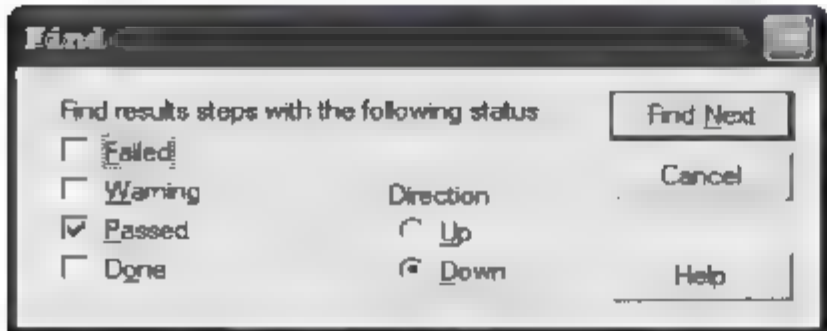 Find
Find results steps with the following status
Failed
Warning
Passed
Done
Direction
Up
Down
Find Next
Cancel
Help